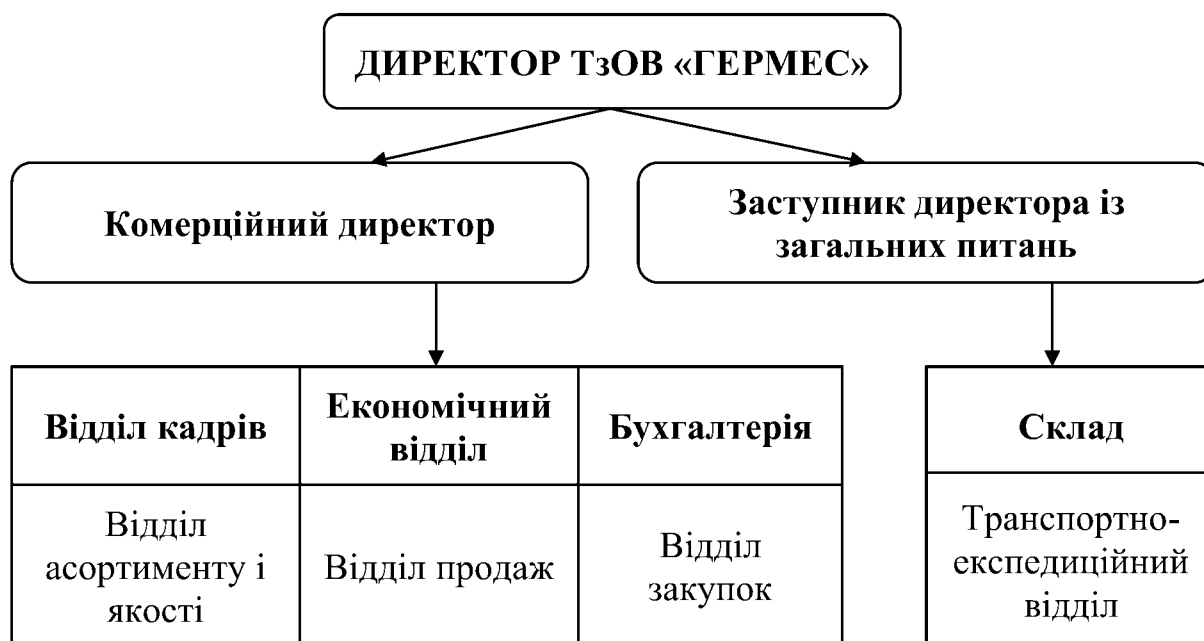 ДИРЕКТОР ТзОВ «ГЕРМЕС»
Комерційний директор
Заступник директора із
загальних питань
Відділ кадрів
Економічний
відділ
Бухгалтерія
Склад
Відділ
асортименту і
якості
Відділ продаж
Відділ
закупок
Транспортно-
експедиційний
відділ